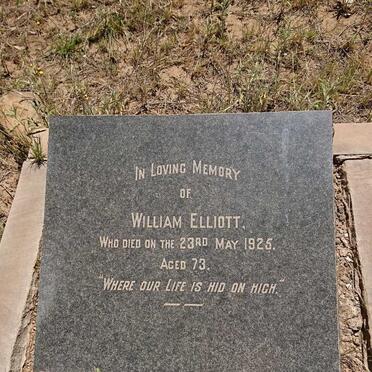 In Loving Memory
of
William Elliott.
Who died on the 23rd May 1925.
Aged 73.
"Where our Life is hid on high."